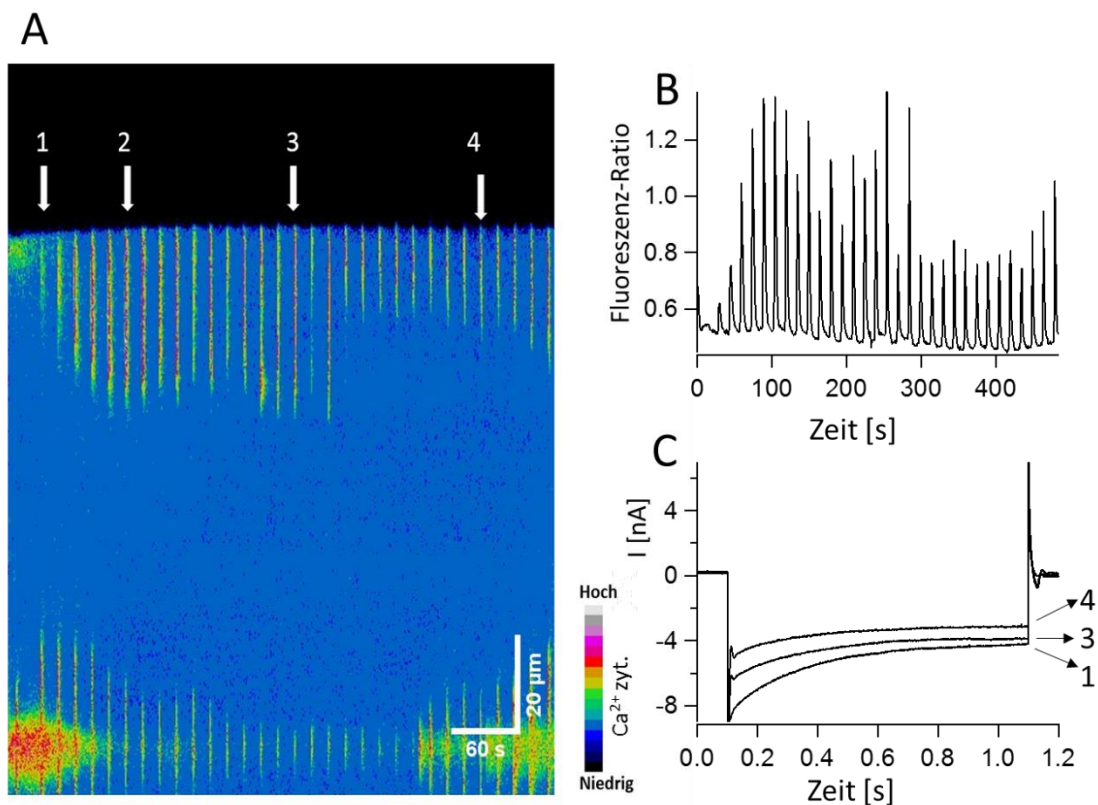 A
1 2 3 4
20 µm
60 s
Hoch
Ca²⁺ zyt.
Niedrig
B
Fluoreszenz-Ratio
1.2
1.0
0.8
0.6
0 100 200 300 400
Zeit [s]
C
I [nA]
4
0
-4
-8
4
3
1
0.0 0.2 0.4 0.6 0.8 1.0 1.2
Zeit [s]